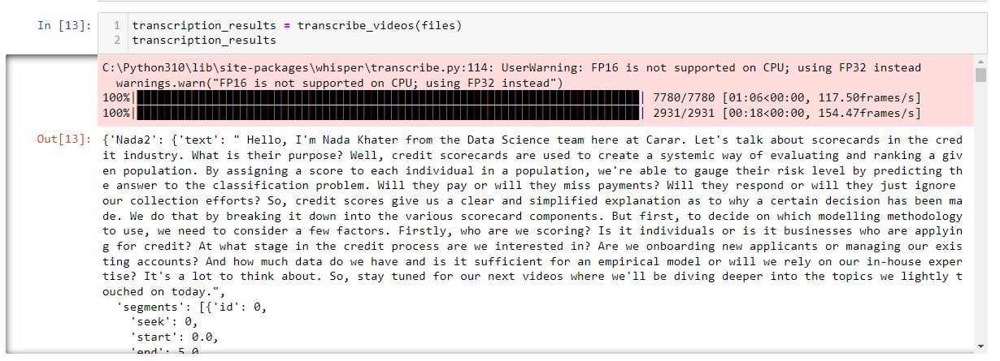 In [13]:
1 transcription_results = transcribe_videos(files)
2 transcription_results
C:\Python310\lib\site-packages\whisper\transcribe.py:114: UserWarning: FP16 is not supported on CPU; using FP32 instead
  warnings.warn("FP16 is not supported on CPU; using FP32 instead")
100%| | 7780/7780 [01:06<00:00, 117.50frames/s]
100%| | 2931/2931 [00:18<00:00, 154.47frames/s]
Out[13]: {'Nada2': {'text': " Hello, I'm Nada Khater from the Data Science team here at Carar. Let's talk about scorecards in the cred
it industry. What is their purpose? Well, credit scorecards are used to create a systemic way of evaluating and ranking a giv
en population. By assigning a score to each individual in a population, we're able to gauge their risk level by predicting th
e answer to the classification problem. Will they pay or will they miss payments? Will they respond or will they just ignore
our collection efforts? So, credit scores give us a clear and simplified explanation as to why a certain decision has been ma
de. We do that by breaking it down into the various scorecard components. But first, to decide on which modelling methodology
to use, we need to consider a few factors. Firstly, who are we scoring? Is it individuals or is it businesses who are applyin
g for credit? At what stage in the credit process are we interested in? Are we onboarding new applicants or managing our exis
ting accounts? And how much data do we have and is it sufficient for an empirical model or will we rely on our in-house exper
tise? It's a lot to think about. So, stay tuned for our next videos where we'll be diving deeper into the topics we lightly t
ouched on today.",
  'segments': [{'id': 0,
    'seek': 0,
    'start': 0.0,
    'end': 5.0